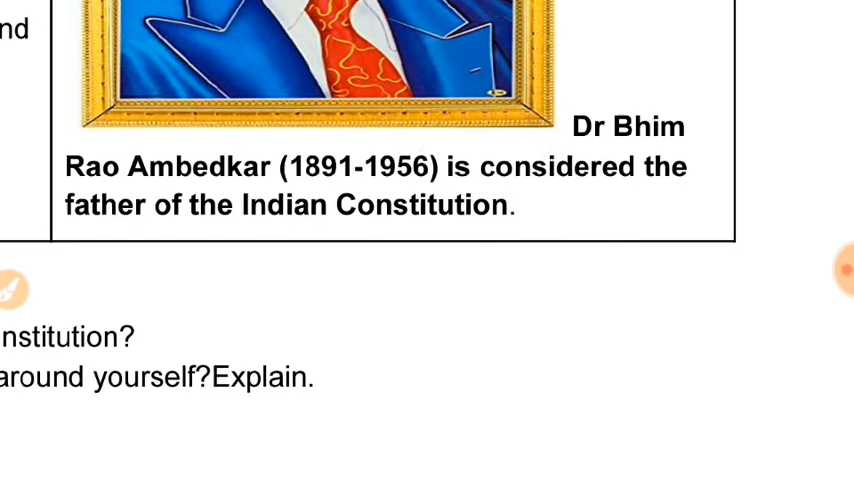 nd
Dr Bhim
Rao Ambedkar (1891-1956) is considered the
father of the Indian Constitution.
nstitution?
around yourself?Explain.